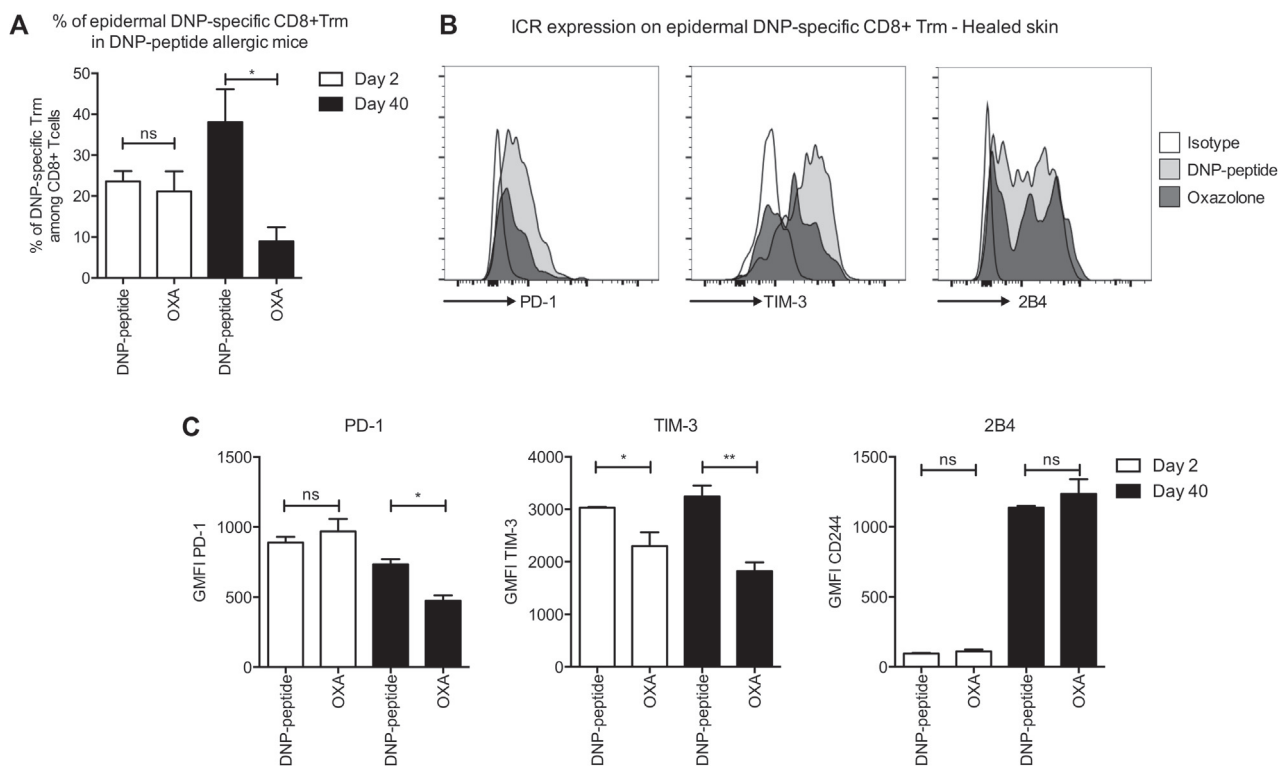 A
% of epidermal DNP-specific CD8+Trm
in DNP-peptide allergic mice
% of DNP-specific Trm
among CD8+ Tcells
50
40
30
20
10
0
ns
*
Day 2
Day 40
DNP-peptide
OXA
DNP-peptide
OXA
B
ICR expression on epidermal DNP-specific CD8+ Trm - Healed skin
PD-1
TIM-3
2B4
Isotype
DNP-peptide
Oxazolone
C
PD-1
GMFI PD-1
1500
1000
500
0
ns
*
DNP-peptide
OXA
DNP-peptide
OXA
TIM-3
GMFI TIM-3
4000
3000
2000
1000
0
*
**
DNP-peptide
OXA
DNP-peptide
OXA
2B4
GMFI CD244
1500
1000
500
0
ns
ns
DNP-peptide
OXA
DNP-peptide
OXA
Day 2
Day 40